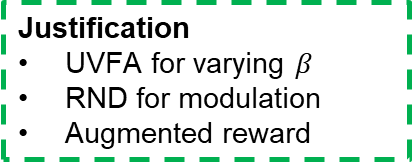 Justification
• UVFA for varying β
• RND for modulation
• Augmented reward